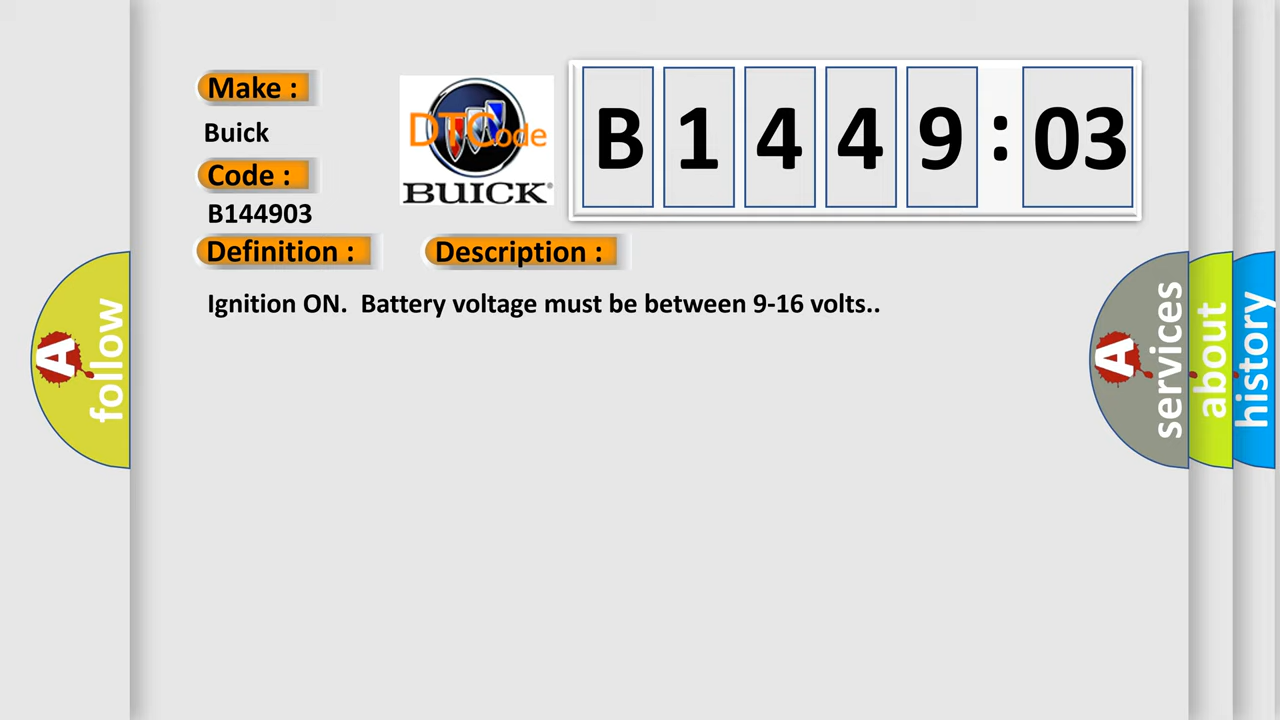 Make :
Buick
Code :
B144903
Definition :
Description :
Ignition ON. Battery voltage must be between 9-16 volts..
DTCode
BUICK®
B 1 4 4 9 : 03
A follow
A services
about
history